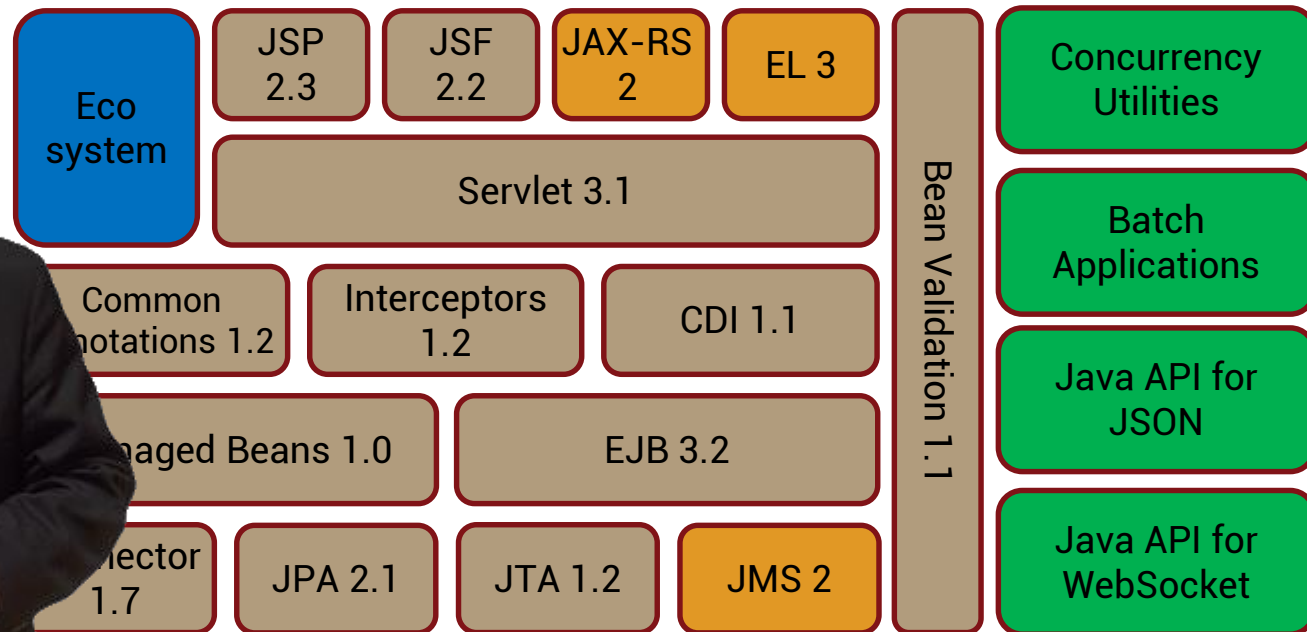 Eco
system
JSP
2.3
JSF
2.2
JAX-RS
2
EL 3
Servlet 3.1
Common
notations 1.2
Interceptors
1.2
CDI 1.1
naged Beans 1.0
EJB 3.2
nector
1.7
JPA 2.1
JTA 1.2
JMS 2
Bean Validation 1.1
Concurrency
Utilities
Batch
Applications
Java API for
JSON
Java API for
WebSocket